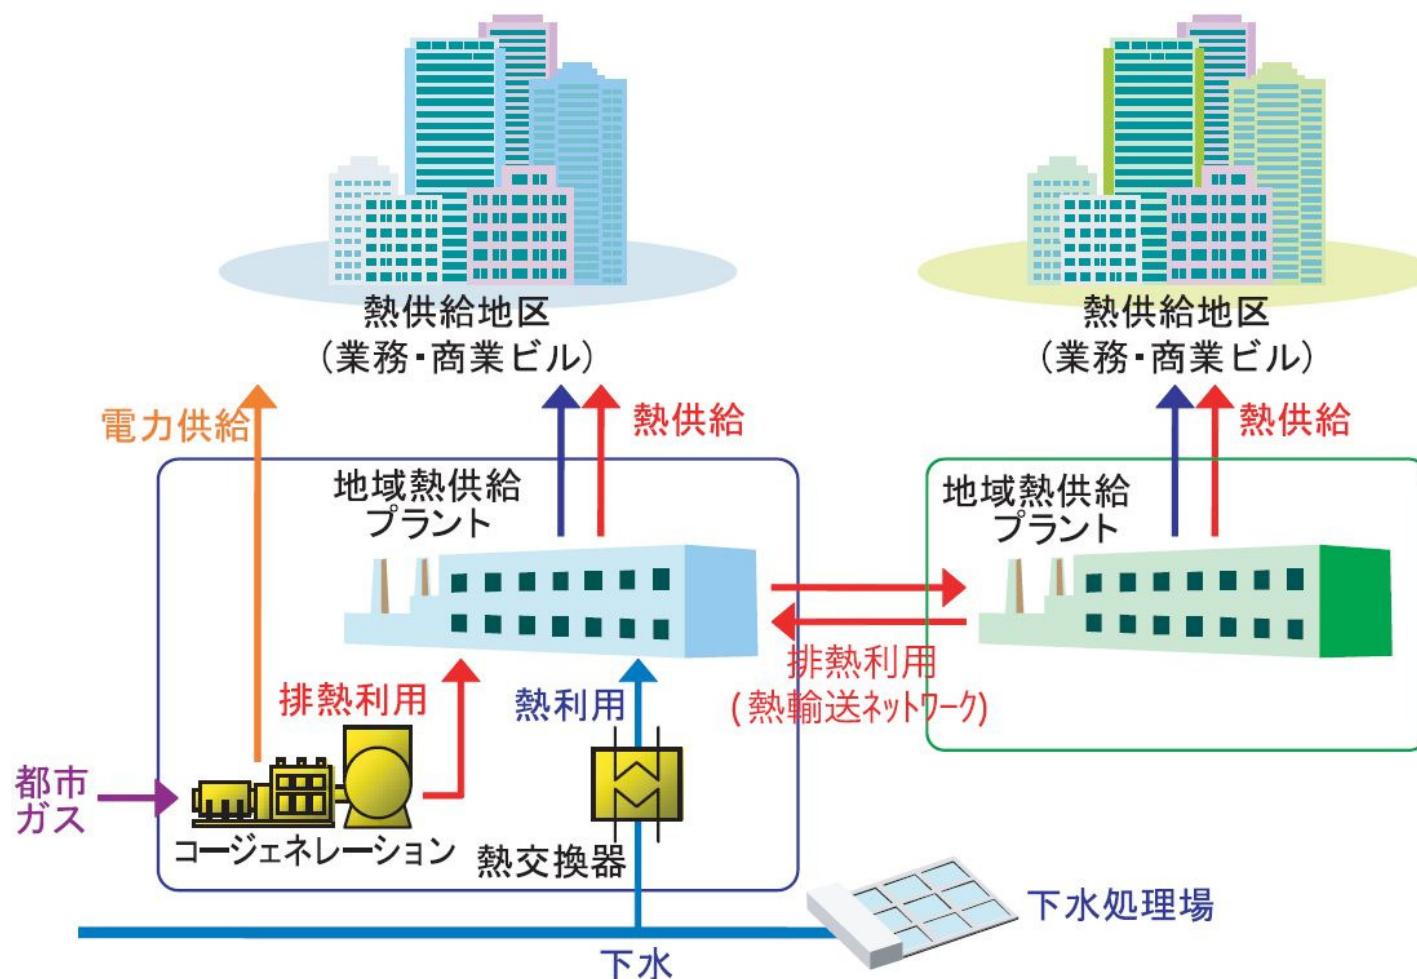 熱供給地区
(業務・商業ビル)
熱供給地区
(業務・商業ビル)
電力供給
熱供給
熱供給
地域熱供給
プラント
地域熱供給
プラント
排熱利用
熱利用
排熱利用
(熱輸送ネットワーク)
都市
ガス
コージェネレーション
熱交換器
下水処理場
下水